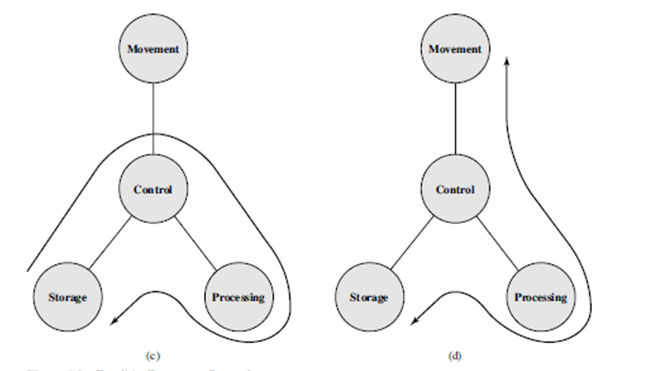 Movement
Movement
Control
Control
Storage
Processing
Storage
Processing
(c)
(d)